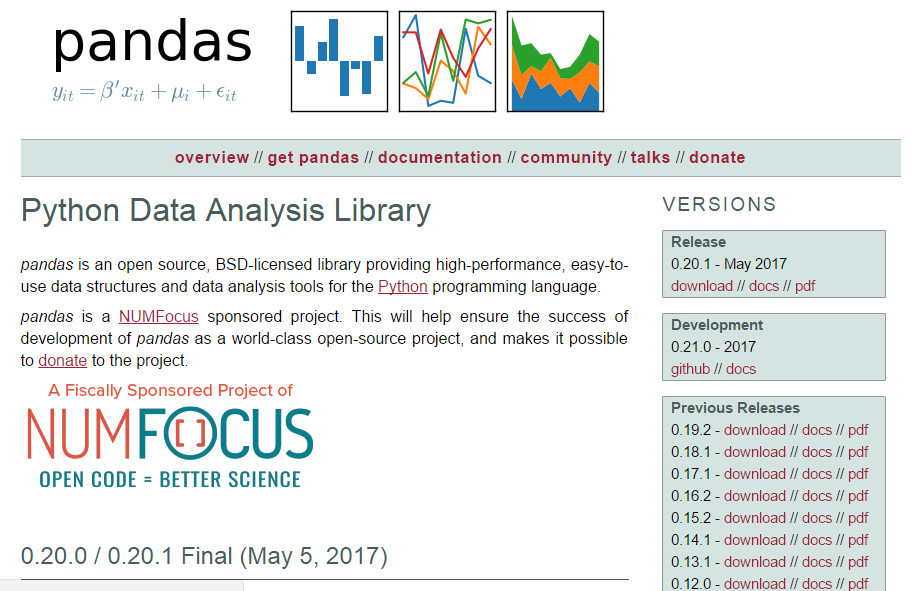 pandas
y_it = β′x_it + μ_i + ϵ_it
overview // get pandas // documentation // community // talks // donate
Python Data Analysis Library
pandas is an open source, BSD-licensed library providing high-performance, easy-to-
use data structures and data analysis tools for the Python programming language.
pandas is a NUMFocus sponsored project. This will help ensure the success of
development of pandas as a world-class open-source project, and makes it possible
to donate to the project.
A Fiscally Sponsored Project of
NUMFOCUS
OPEN CODE = BETTER SCIENCE
0.20.0 / 0.20.1 Final (May 5, 2017)
VERSIONS
Release
0.20.1 - May 2017
download // docs // pdf
Development
0.21.0 - 2017
github // docs
Previous Releases
0.19.2 - download // docs // pdf
0.18.1 - download // docs // pdf
0.17.1 - download // docs // pdf
0.16.2 - download // docs // pdf
0.15.2 - download // docs // pdf
0.14.1 - download // docs // pdf
0.13.1 - download // docs // pdf
0.12.0 - download // docs // pdf